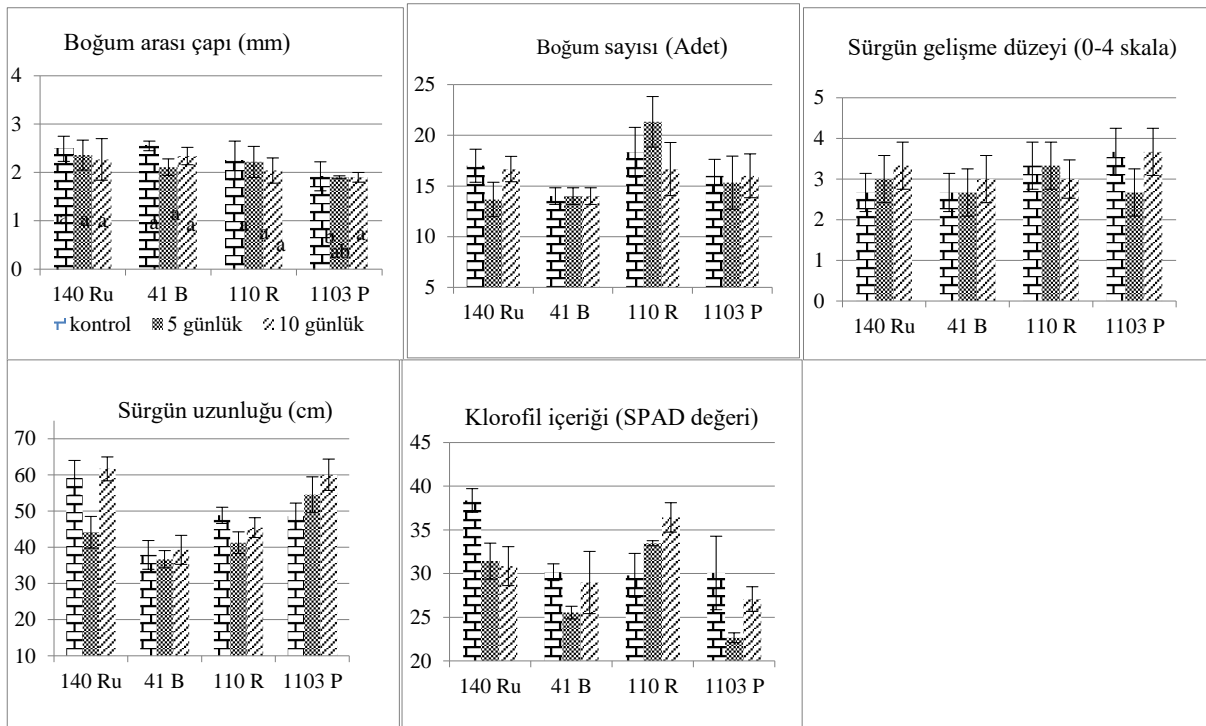 Boğum arası çapı (mm)
4
3
2
1
0
a
a
a
a
a
a
a
a
b
ab
a
140 Ru 41 B 110 R 1103 P
kontrol 5 günlük 10 günlük
Boğum sayısı (Adet)
25
20
15
10
5
140 Ru 41 B 110 R 1103 P
Sürgün gelişme düzeyi (0-4 skala)
5
4
3
2
1
0
140 Ru 41 B 110 R 1103 P
Sürgün uzunluğu (cm)
70
60
50
40
30
20
10
140 Ru 41 B 110 R 1103 P
Klorofil içeriği (SPAD değeri)
45
40
35
30
25
20
140 Ru 41 B 110 R 1103 P